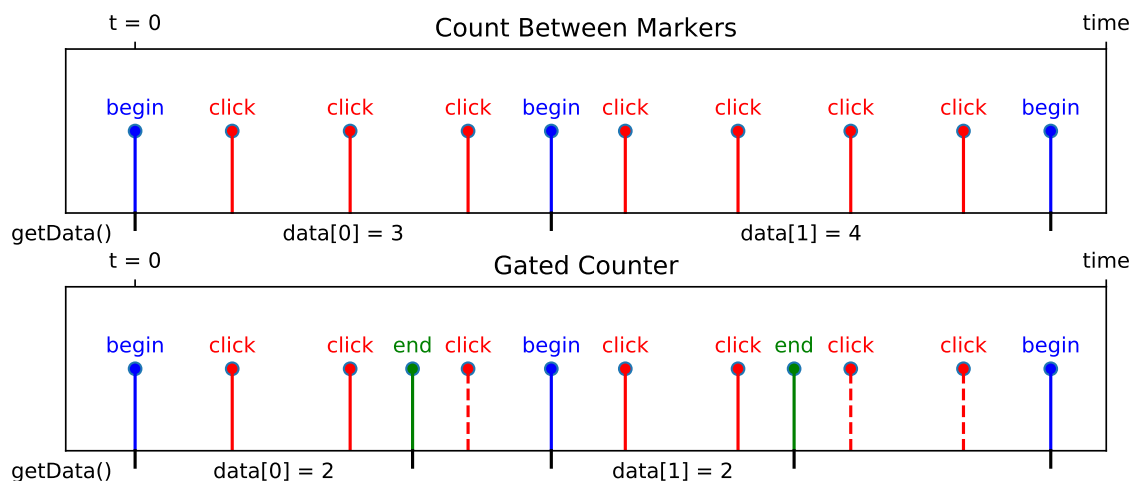 t = 0 Count Between Markers time
begin click click click begin click click click click begin
getData() data[0] = 3 data[1] = 4
t = 0 Gated Counter time
begin click click end click begin click click end click click begin
getData() data[0] = 2 data[1] = 2